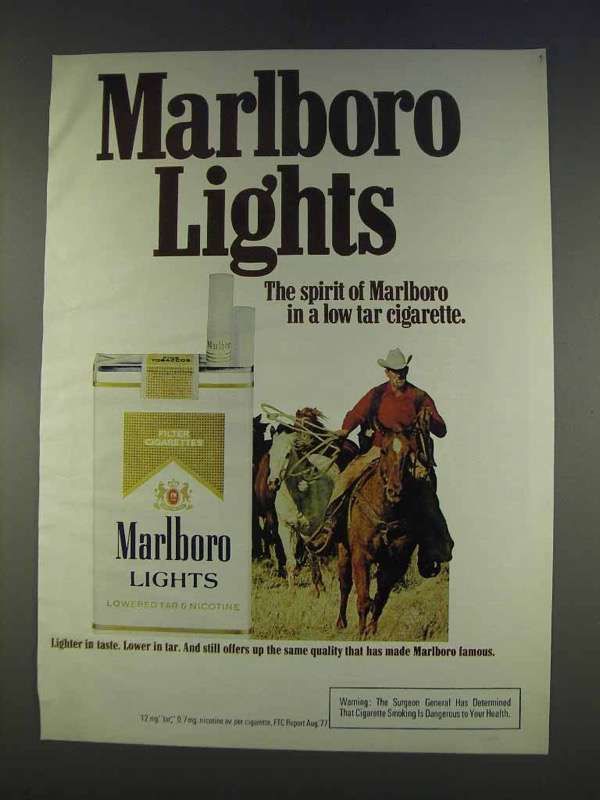 Marlboro
Lights
The spirit of Marlboro
in a low tar cigarette.
Marlboro
TOBACCOS
FILTER
CIGARETTES
Marlboro
LIGHTS
LOWERED TAR & NICOTINE
Lighter in taste. Lower in tar. And still offers up the same quality that has made Marlboro famous.
Warning: The Surgeon General Has Determined
That Cigarette Smoking Is Dangerous to Your Health.
12 mg. "tar," 0.7 mg. nicotine av. per cigarette, FTC Report Aug.'77